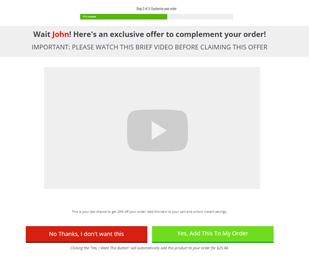 Step 2 of 3: Customize your order
Wait John! Here's an exclusive offer to complement your order!
IMPORTANT: PLEASE WATCH THIS BRIEF VIDEO BEFORE CLAIMING THIS OFFER
This is your last chance to get 20% off your order. Add this item to your cart and unlock instant savings.
No Thanks, I don't want this
Yes, Add This To My Order
Clicking the "Yes, I Want This Button" will automatically add this product to your order for $25.00